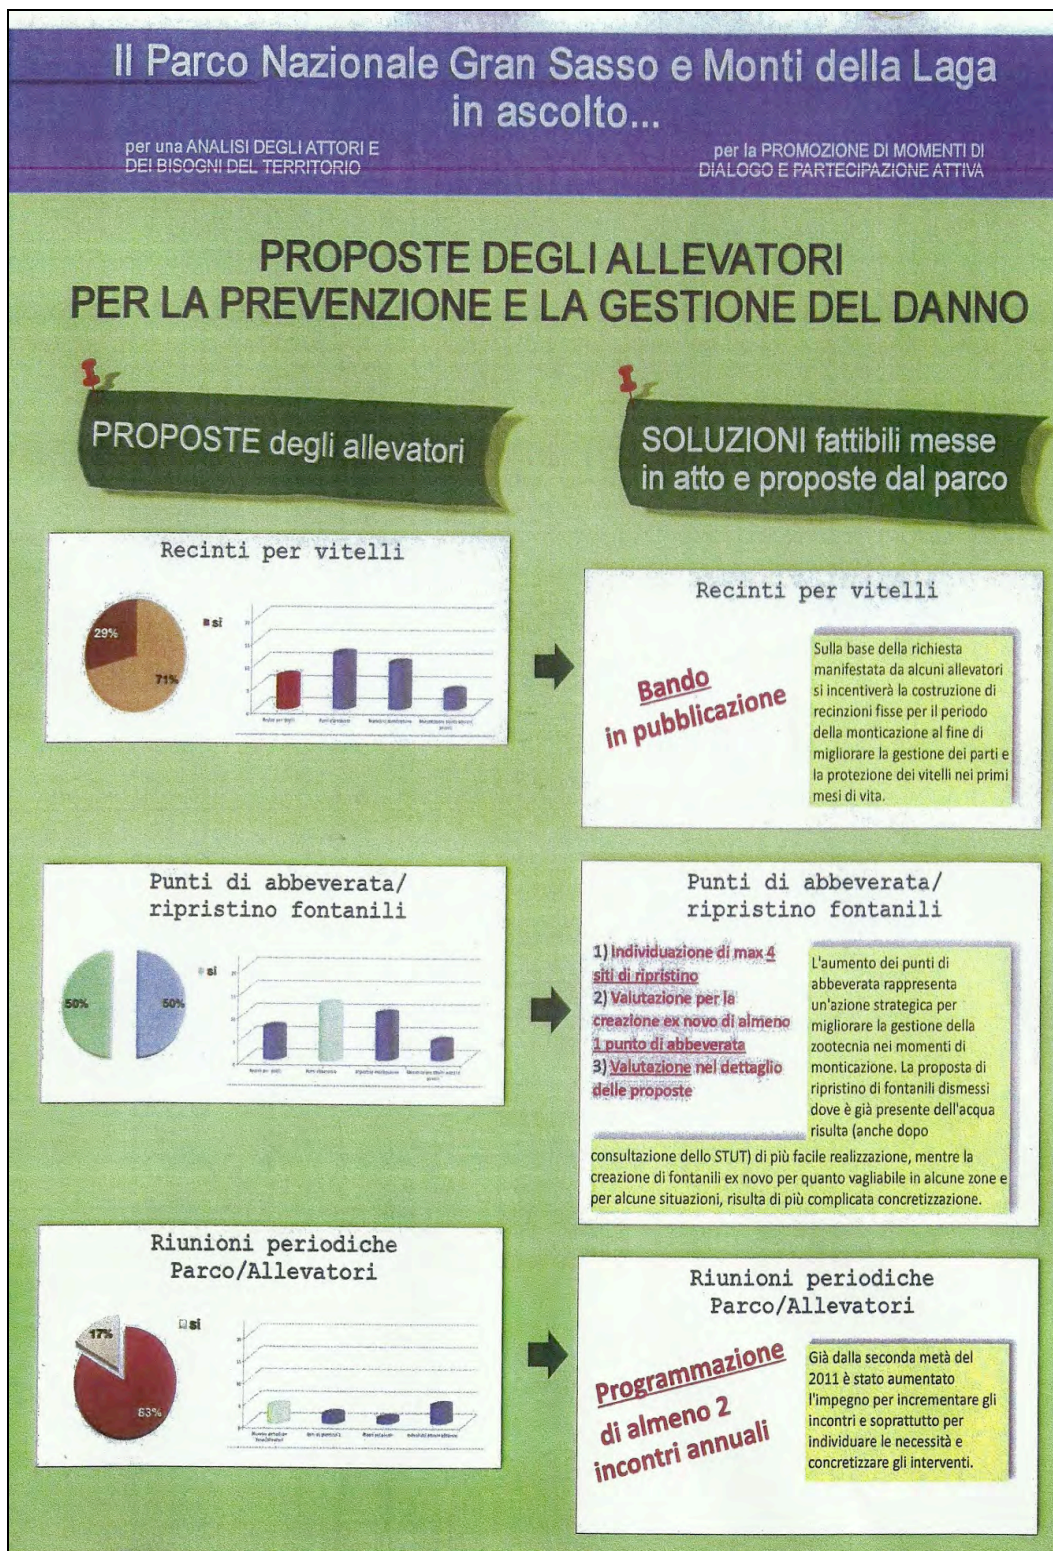 Il Parco Nazionale Gran Sasso e Monti della Laga
in ascolto...
per una ANALISI DEGLI ATTORI E
DEI BISOGNI DEL TERRITORIO
per la PROMOZIONE DI MOMENTI DI
DIALOGO E PARTECIPAZIONE ATTIVA
PROPOSTE DEGLI ALLEVATORI
PER LA PREVENZIONE E LA GESTIONE DEL DANNO
PROPOSTE degli allevatori
SOLUZIONI fattibili messe
in atto e proposte dal parco
Recinti per vitelli
29%
71%
si
Recinti per vitelli
Bando
in pubblicazione
Sulla base della richiesta
manifestata da alcuni allevatori
si incentiverà la costruzione di
recinzioni fisse per il periodo
della monticazione al fine di
migliorare la gestione dei parti e
la protezione dei vitelli nei primi
mesi di vita.
Punti di abbeverata/
ripristino fontanili
50%
50%
si
Punti di abbeverata/
ripristino fontanili
1) Individuazione di max 4
siti di ripristino
2) Valutazione per la
creazione ex novo di almeno
1 punto di abbeverata
3) Valutazione nel dettaglio
delle proposte
L'aumento dei punti di
abbeverata rappresenta
un'azione strategica per
migliorare la gestione della
zootecnia nei momenti di
monticazione. La proposta di
ripristino di fontanili dismessi
dove è già presente dell'acqua
risulta (anche dopo
consultazione dello STUT) di più facile realizzazione, mentre la
creazione di fontanili ex novo per quanto vagliabile in alcune zone e
per alcune situazioni, risulta di più complicata concretizzazione.
Riunioni periodiche
Parco/Allevatori
17%
83%
si
Riunioni periodiche
Parco/Allevatori
Programmazione
di almeno 2
incontri annuali
Già dalla seconda metà del
2011 è stato aumentato
l'impegno per incrementare gli
incontri e soprattutto per
individuare le necessità e
concretizzare gli interventi.